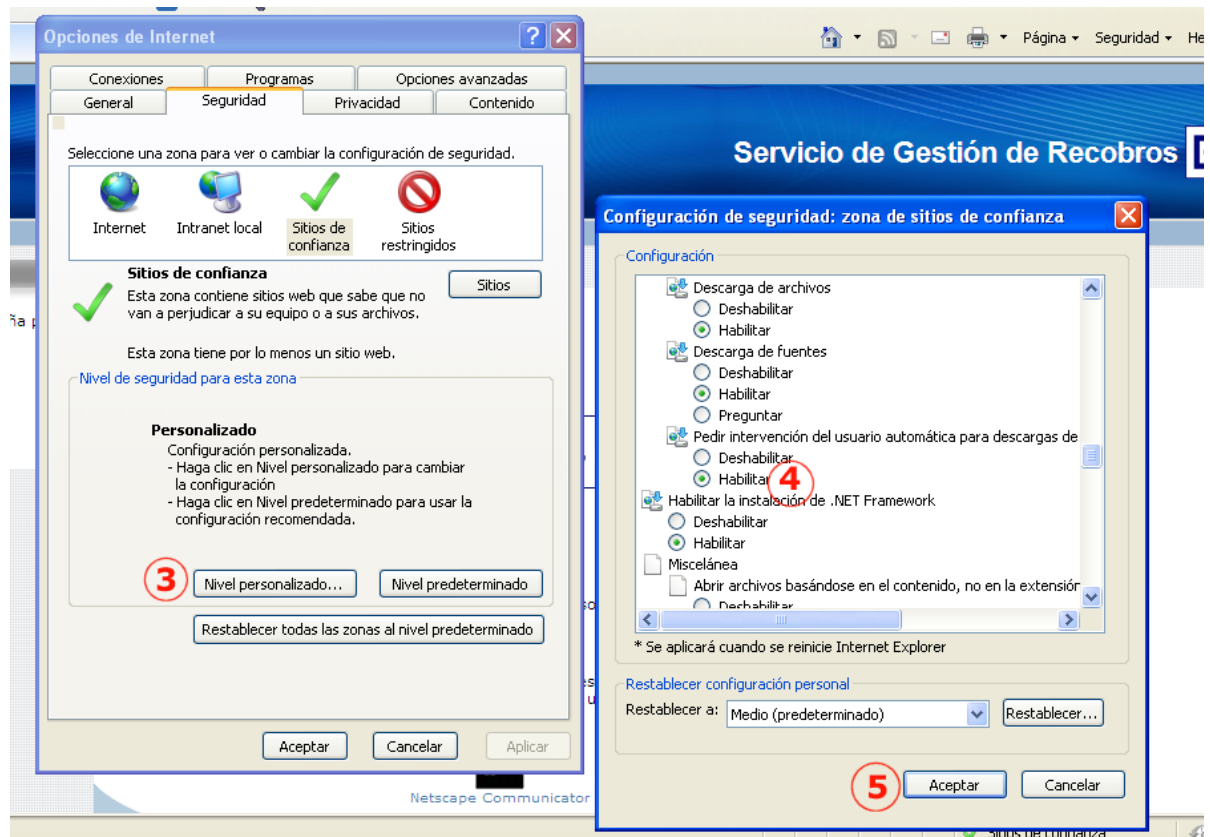 Opciones de Internet
Conexiones Programas Opciones avanzadas
General Seguridad Privacidad Contenido
Seleccione una zona para ver o cambiar la configuración de seguridad.
Internet Intranet local Sitios de confianza Sitios restringidos
Sitios de confianza
Sitios
Esta zona contiene sitios web que sabe que no
van a perjudicar a su equipo o a sus archivos.
Esta zona tiene por lo menos un sitio web.
Nivel de seguridad para esta zona
Personalizado
Configuración personalizada.
- Haga clic en Nivel personalizado para cambiar
la configuración
- Haga clic en Nivel predeterminado para usar la
configuración recomendada.
3
Nivel personalizado... Nivel predeterminado
Restablecer todas las zonas al nivel predeterminado
Aceptar Cancelar Aplicar
Netscape Communicator
Página Seguridad He
Servicio de Gestión de Recobros
Configuración de seguridad: zona de sitios de confianza
Configuración
Descarga de archivos
Deshabilitar
Habilitar
Descarga de fuentes
Deshabilitar
Habilitar
Preguntar
Pedir intervención del usuario automática para descargas de
Deshabilitar
Habilitar
4
Habilitar la instalación de .NET Framework
Deshabilitar
Habilitar
Miscelánea
Abrir archivos basándose en el contenido, no en la extensión
Deshabilitar
* Se aplicará cuando se reinicie Internet Explorer
Restablecer configuración personal
Restablecer a: Medio (predeterminado) Restablecer...
5
Aceptar Cancelar
Sitios de confianza